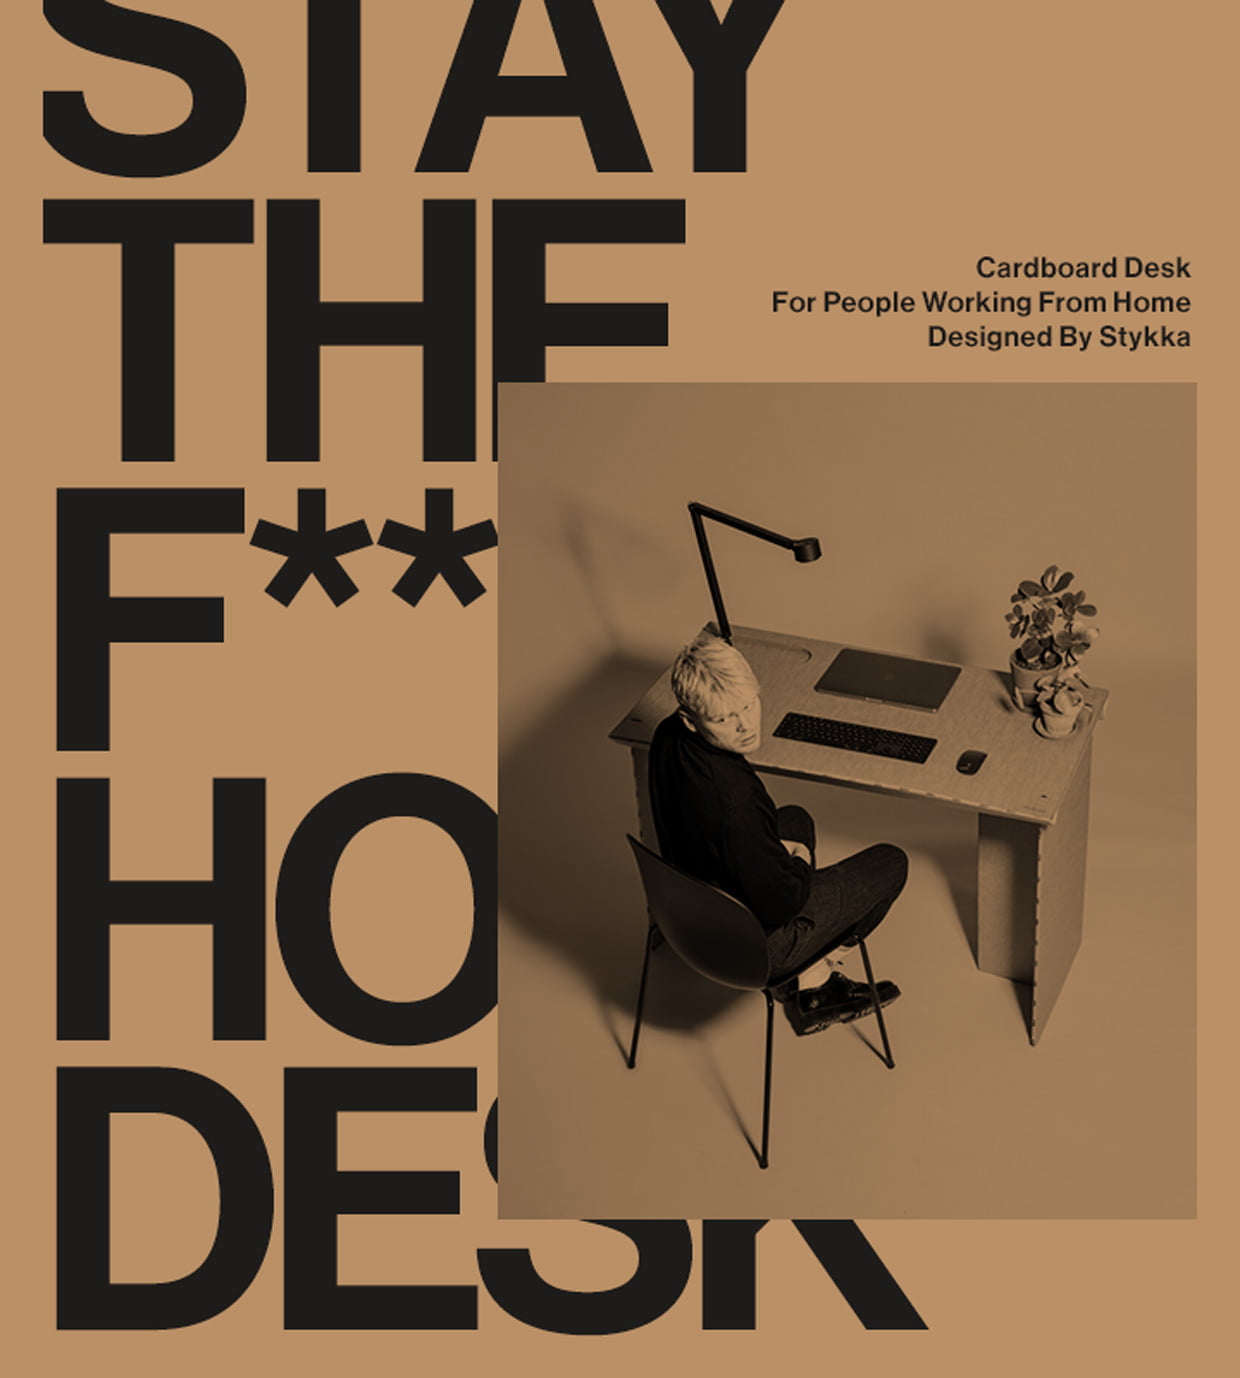 STAY
THE
F**
HO
DESK
Cardboard Desk
For People Working From Home
Designed By Stykka